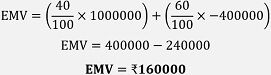 EMV = (40/100 × 1000000) + (60/100 × -400000)
EMV = 400000 − 240000
EMV = ₹160000